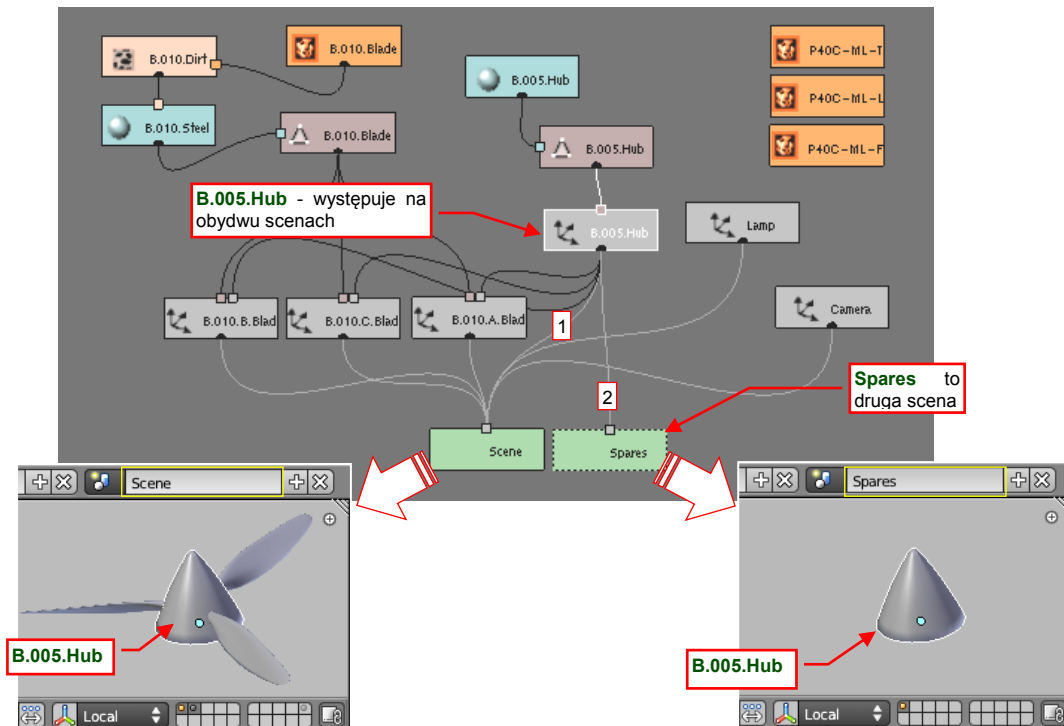 B.010.Dirt
B.010.Blade
P40C-ML-T
B.005.Hub
P40C-ML-L
B.010.Steel
B.010.Blade
B.005.Hub
P40C-ML-F
B.005.Hub - występuje na
obydwu scenach
B.005.Hub
Lamp
B.010.B.Blad
B.010.C.Blad
B.010.A.Blad
Camera
1
2
Spares to
druga scena
Scene
Spares
Scene
Spares
B.005.Hub
B.005.Hub
Local
Local